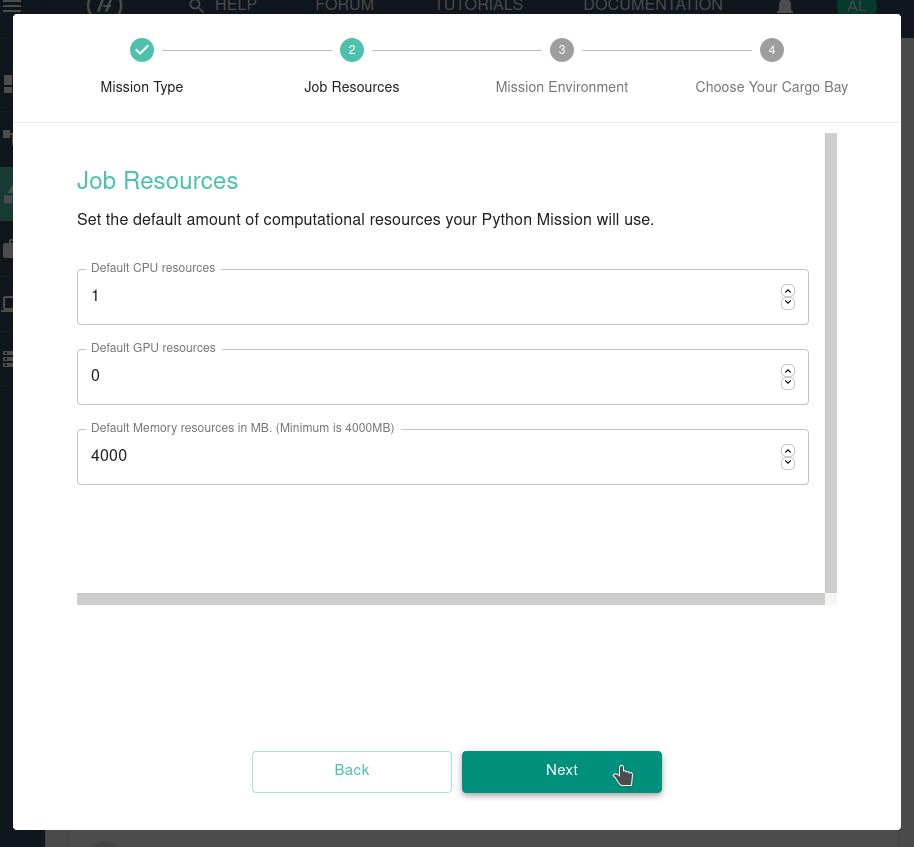 HELP FORUM TUTORIALS DOCUMENTATION AL
2 3 4
Mission Type Job Resources Mission Environment Choose Your Cargo Bay
Job Resources
Set the default amount of computational resources your Python Mission will use.
Default CPU resources
1
Default GPU resources
0
Default Memory resources in MB. (Minimum is 4000MB)
4000
Back Next